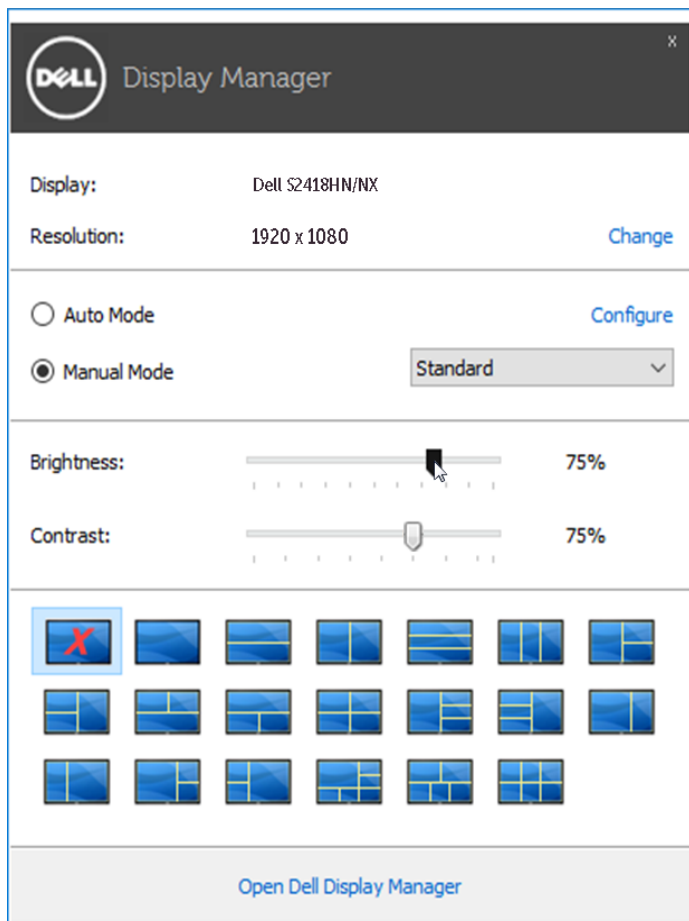 DELL Display Manager x
Display: Dell S2418HN/NX
Resolution: 1920 x 1080 Change
Auto Mode Configure
Manual Mode Standard
Brightness: 75%
Contrast: 75%
Open Dell Display Manager